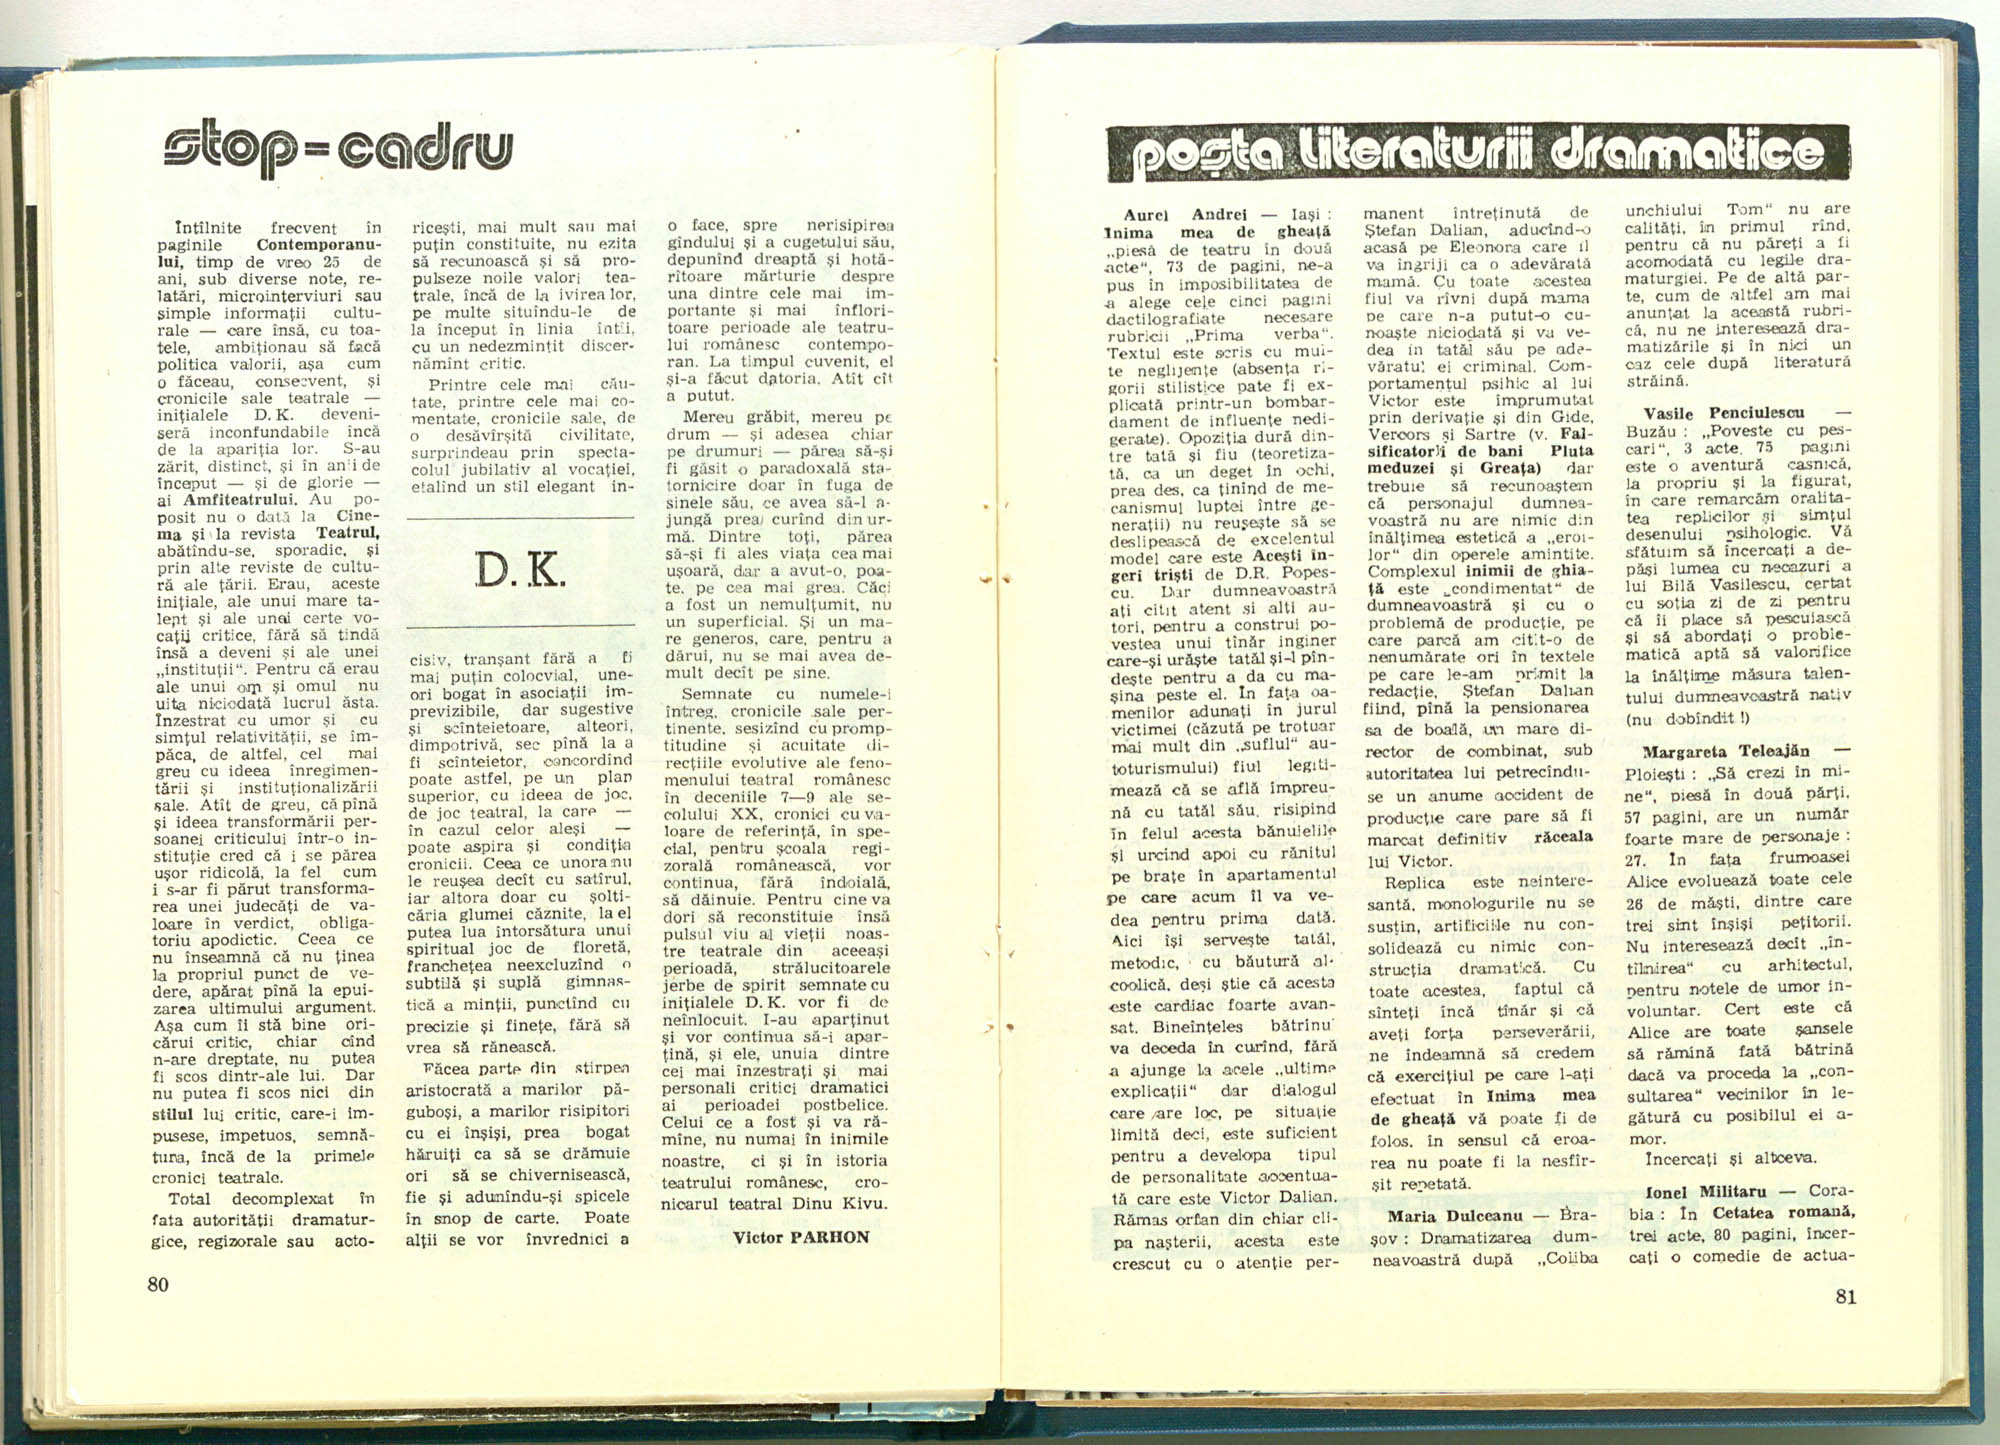 stop-cadru
Intîlnite frecvent în
paginile Contemporanu-
lui, timp de vreo 25 de
ani, sub diverse note, re-
latări, microinterviuri sau
simple informații cultu-
rale — care însă, cu toa-
tele, ambiționau să facă
politica valorii, așa cum
o făceau, consecvent, și
cronicile sale teatrale —
inițialele D. K. deveni-
seră inconfundabile încă
de la apariția lor. S-au
zărit, distinct, și în anii de
început — și de glorie —
ai Amfiteatrului. Au po-
posit nu o dată la Cine-
ma și la revista Teatrul,
abătîndu-se, sporadic, și
prin alte reviste de cultu-
ră ale țării. Erau, aceste
inițiale, ale unui mare ta-
lent și ale unei certe vo-
cații critice, fără să tindă
însă a deveni și ale unei
„instituții“. Pentru că erau
ale unui om și omul nu
uita niciodată lucrul ăsta.
Inzestrat cu umor și cu
simțul relativității, se îm-
păca, de altfel, cel mai
greu cu ideea înregimen-
tării și instituționalizării
sale. Atît de greu, că pînă
și ideea transformării per-
soanei criticului într-o in-
stituție cred că i se părea
ușor ridicolă, la fel cum
i s-ar fi părut transforma-
rea unei judecăți de va-
loare în verdict, obliga-
toriu apodictic. Ceea ce
nu înseamnă că nu ținea
la propriul punct de ve-
dere, apărat pînă la epui-
zarea ultimului argument.
Așa cum îi stă bine ori-
cărui critic, chiar cînd
n-are dreptate, nu putea
fi scos dintr-ale lui. Dar
nu putea fi scos nici din
stilul lui critic, care-i im-
pusese, impetuos, semnă-
tura, încă de la primele
cronici teatrale.
Total decomplexat în
fata autorității dramatur-
gice, regizorale sau acto-
ricești, mai mult sau mai
puțin constituite, nu ezita
să recunoască și să pro-
pulseze noile valori tea-
trale, încă de la ivirea lor,
pe multe situîndu-le de
la început în linia întîi,
cu un nedezmințit discer-
nămînt critic.
Printre cele mai cău-
tate, printre cele mai co-
mentate, cronicile sale, de
o desăvîrșită civilitate,
surprindeau prin specta-
colul jubilativ al vocației,
etalînd un stil elegant in-
D. K.
cisiv, tranșant fără a fi
mai puțin colocvial, une-
ori bogat în asociații im-
previzibile, dar sugestive
și scînteietoare, alteori,
dimpotrivă, sec pînă la a
fi scînteietor, concordînd
poate astfel, pe un plan
superior, cu ideea de joc,
de joc teatral, la care —
în cazul celor aleși —
poate aspira și condiția
cronicii. Ceea ce unora nu
le reușea decît cu satirul,
iar altora doar cu șolti-
căria glumei căznite, la el
putea lua întorsătura unui
spiritual joc de floretă,
franchețea neexcluzînd o
subtilă și suplă gimnas-
tică a minții, punctînd cu
precizie și finețe, fără să
vrea să rănească.
Făcea parte din stirpea
aristocrată a marilor pă-
guboși, a marilor risipitori
cu ei înșiși, prea bogat
hăruiți ca să se drămuie
ori să se chivernisească,
fie și adunîndu-și spicele
în snop de carte. Poate
alții se vor învrednici a
o face, spre nerisipirea
gîndului și a cugetului său,
depunînd dreaptă și hotă-
rîtoare mărturie despre
una dintre cele mai im-
portante și mai înflori-
toare perioade ale teatru-
lui românesc contempo-
ran. La timpul cuvenit, el
și-a făcut datoria. Atît cît
a putut.
Mereu grăbit, mereu pe
drum — și adesea chiar
pe drumuri — părea să-și
fi găsit o paradoxală sta-
tornicire doar în fuga de
sinele său, ce avea să-l a-
jungă prea curînd din ur-
mă. Dintre toți, părea
să-și fi ales viața cea mai
ușoară, dar a avut-o, poa-
te, pe cea mai grea. Căci
a fost un nemulțumit, nu
un superficial. Și un ma-
re generos, care, pentru a
dărui, nu se mai avea de-
mult decît pe sine.
Semnate cu numele-i
întreg, cronicile sale per-
tinente, sesizînd cu promp-
titudine și acuitate di-
recțiile evolutive ale feno-
menului teatral românesc
în deceniile 7—9 ale se-
colului XX, cronici cu va-
loare de referință, în spe-
cial, pentru școala regi-
zorală românească, vor
continua, fără îndoială,
să dăinuie. Pentru cine va
dori să reconstituie însă
pulsul viu al vieții noas-
tre teatrale din aceeași
perioadă, strălucitoarele
jerbe de spirit semnate cu
inițialele D. K. vor fi de
neînlocuit. I-au aparținut
și vor continua să-i apar-
țină, și ele, unuia dintre
cei mai înzestrați și mai
personali critici dramatici
ai perioadei postbelice.
Celui ce a fost și va ră-
mîne, nu numai în inimile
noastre, ci și în istoria
teatrului românesc, cro-
nicarul teatral Dinu Kivu.
Victor PARHON
80
poșta literaturii dramatice
Aurel Andrei — Iași :
Inima mea de gheață
„piesă de teatru în două
acte“, 73 de pagini, ne-a
pus în imposibilitatea de
a alege cele cinci pagini
dactilografiate necesare
rubricii „Prima verba“.
Textul este scris cu mul-
te neglijențe (absența ri-
gorii stilistice pate fi ex-
plicată printr-un bombar-
dament de influențe nedi-
gerate). Opoziția dură din-
tre tată și fiu (teoretiza-
tă, ca un deget în ochi,
prea des, ca ținînd de me-
canismul luptei între ge-
nerații) nu reușește să se
deslipească de excelentul
model care este Acești în-
geri triști de D.R. Popes-
cu. Dar dumneavoastră
ați citit atent si alti au-
tori, pentru a construi po-
vestea unui tînăr inginer
care-și urăște tatăl și-l pîn-
dește pentru a da cu ma-
șina peste el. In fața oa-
menilor adunați în jurul
victimei (căzută pe trotuar
mai mult din „suflul“ au-
toturismului) fiul legiti-
mează că se află împreu-
nă cu tatăl său, risipind
în felul acesta bănuielile
și urcînd apoi cu rănitul
pe brațe în apartamentul
pe care acum îl va ve-
dea pentru prima dată.
Aici își servește tatăl,
metodic, cu băutură al-
coolică, deși știe că acesta
este cardiac foarte avan-
sat. Bineînțeles bătrînu'
va deceda în curînd, fără
a ajunge la acele „ultime
explicații“ dar dialogul
care are loc, pe situație
limită deci, este suficient
pentru a developa tipul
de personalitate accentua-
tă care este Victor Dalian.
Rămas orfan din chiar cli-
pa nașterii, acesta este
crescut cu o atenție per-
manent întreținută de
Ștefan Dalian, aducînd-o
acasă pe Eleonora care îl
va îngriji ca o adevărată
mamă. Cu toate acestea
fiul va rîvni după mama
pe care n-a putut-o cu-
noaște niciodată și va ve-
dea în tatăl său pe ade-
văratul ei criminal. Com-
portamentul psihic al lui
Victor este împrumutat
prin derivație și din Gide,
Vercors și Sartre (v. Fal-
sificatorii de bani Pluta
meduzei și Greața) dar
trebuie să recunoaștem
că personajul dumnea-
voastră nu are nimic din
înălțimea estetică a „eroi-
lor“ din operele amintite.
Complexul inimii de ghia-
ță este „condimentat“ de
dumneavoastră și cu o
problemă de producție, pe
care parcă am citit-o de
nenumărate ori în textele
pe care le-am primit la
redacție, Ștefan Dalian
fiind, pînă la pensionarea
sa de boală, un mare di-
rector de combinat, sub
autoritatea lui petrecîndu-
se un anume accident de
producție care pare să fi
marcat definitiv răceala
lui Victor.
Replica este neintere-
santă, monologurile nu se
susțin, artificiile nu con-
solidează cu nimic con-
strucția dramatică. Cu
toate acestea, faptul că
sînteți încă tînăr și că
aveți forța perseverării,
ne îndeamnă să credem
că exercițiul pe care l-ați
efectuat în Inima mea
de gheață vă poate fi de
folos, în sensul că eroa-
rea nu poate fi la nesfîr-
șit repetată.
Maria Dulceanu — Bra-
șov : Dramatizarea dum-
neavoastră după „Coliba
unchiului Tom“ nu are
calități, în primul rînd,
pentru că nu păreți a fi
acomodată cu legile dra-
maturgiei. Pe de altă par-
te, cum de altfel am mai
anunțat la această rubri-
că, nu ne interesează dra-
matizările și în nici un
caz cele după literatură
străină.
Vasile Penciulescu —
Buzău : „Poveste cu pes-
cari“, 3 acte, 75 pagini
este o aventură casnică,
la propriu și la figurat,
în care remarcăm oralita-
tea replicilor și simțul
desenului psihologic. Vă
sfătuim să încercați a de-
păși lumea cu necazuri a
lui Bilă Vasilescu, certat
cu soția zi de zi pentru
că îi place să pescuiască
și să abordați o proble-
matică aptă să valorifice
la înălțime măsura talen-
tului dumneavoastră nativ
(nu dobîndit !)
Margareta Teleajăn —
Ploiești : „Să crezi în mi-
ne“, piesă în două părți,
57 pagini, are un număr
foarte mare de personaje :
27. In fața frumoasei
Alice evoluează toate cele
26 de măști, dintre care
trei sînt înșiși pețitorii.
Nu interesează decît „în-
tîlnirea“ cu arhitectul,
pentru notele de umor in-
voluntar. Cert este că
Alice are toate șansele
să rămînă fată bătrînă
dacă va proceda la „con-
sultarea“ vecinilor în le-
gătură cu posibilul ei a-
mor.
Incercați și altceva.
Ionel Militaru — Cora-
bia : In Cetatea romană,
trei acte, 80 pagini, încer-
cați o comedie de actua-
81